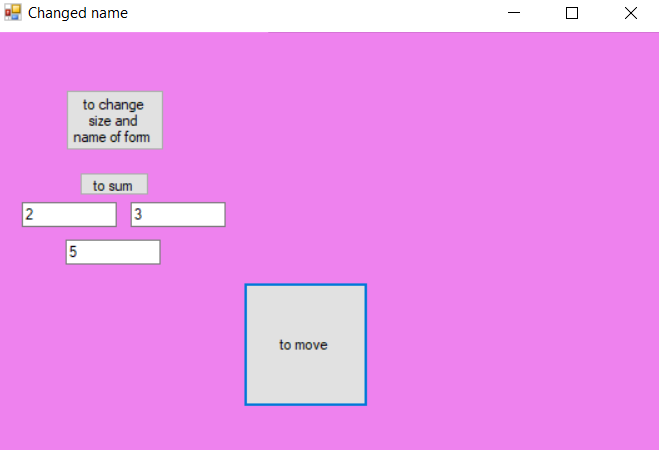 Changed name
to change
size and
name of form
to sum
2
3
5
to move